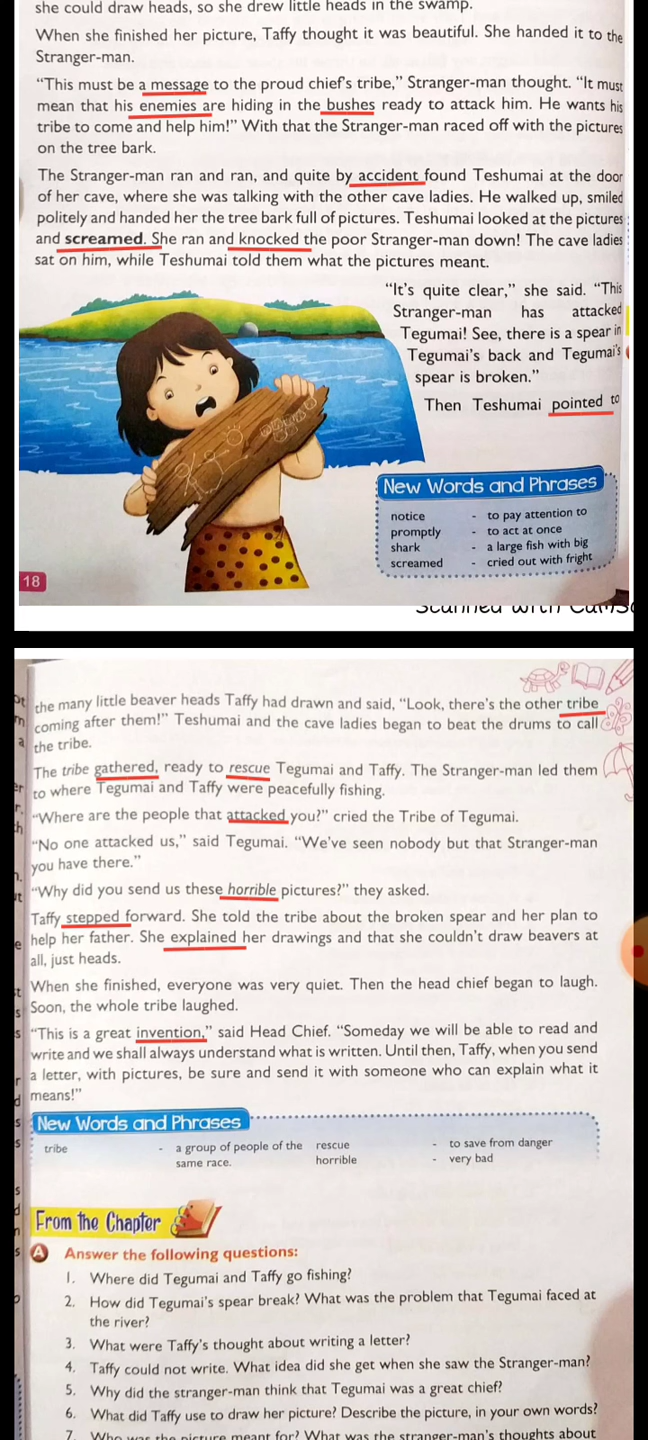 she could draw heads, so she drew little heads in the swamp.
When she finished her picture, Taffy thought it was beautiful. She handed it to the
Stranger-man.
“This must be a message to the proud chief's tribe,” Stranger-man thought. “It must
mean that his enemies are hiding in the bushes ready to attack him. He wants his
tribe to come and help him!” With that the Stranger-man raced off with the pictures
on the tree bark.
The Stranger-man ran and ran, and quite by accident found Teshumai at the door
of her cave, where she was talking with the other cave ladies. He walked up, smiled
politely and handed her the tree bark full of pictures. Teshumai looked at the pictures
and screamed. She ran and knocked the poor Stranger-man down! The cave ladies
sat on him, while Teshumai told them what the pictures meant.
“It's quite clear,” she said. “This
Stranger-man has attacked
Tegumai! See, there is a spear in
Tegumai's back and Tegumai's
spear is broken.”
Then Teshumai pointed to
New Words and Phrases
notice - to pay attention to
promptly - to act at once
shark - a large fish with big
screamed - cried out with fright
18
Scanned with
the many little beaver heads Taffy had drawn and said, “Look, there's the other tribe
coming after them!” Teshumai and the cave ladies began to beat the drums to call
the tribe.
The tribe gathered, ready to rescue Tegumai and Taffy. The Stranger-man led them
to where Tegumai and Taffy were peacefully fishing.
“Where are the people that attacked you?” cried the Tribe of Tegumai.
“No one attacked us,” said Tegumai. “We've seen nobody but that Stranger-man
you have there.”
“Why did you send us these horrible pictures?” they asked.
Taffy stepped forward. She told the tribe about the broken spear and her plan to
help her father. She explained her drawings and that she couldn't draw beavers at
all, just heads.
When she finished, everyone was very quiet. Then the head chief began to laugh.
Soon, the whole tribe laughed.
“This is a great invention,” said Head Chief. “Someday we will be able to read and
write and we shall always understand what is written. Until then, Taffy, when you send
a letter, with pictures, be sure and send it with someone who can explain what it
means!”
New Words and Phrases
tribe - a group of people of the rescue - to save from danger
same race. horrible - very bad
From the Chapter
A Answer the following questions:
1. Where did Tegumai and Taffy go fishing?
2. How did Tegumai's spear break? What was the problem that Tegumai faced at
the river?
3. What were Taffy's thought about writing a letter?
4. Taffy could not write. What idea did she get when she saw the Stranger-man?
5. Why did the stranger-man think that Tegumai was a great chief?
6. What did Taffy use to draw her picture? Describe the picture, in your own words?
7. Who was the picture meant for? What was the stranger-man's thoughts about